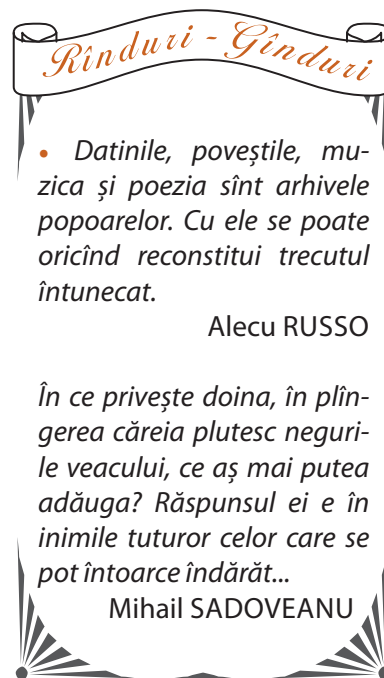 Rînduri - Gînduri
• Datinile, poveștile, mu-
zica și poezia sînt arhivele
popoarelor. Cu ele se poate
oricînd reconstitui trecutul
întunecat.
Alecu RUSSO
În ce privește doina, în plîn-
gerea căreia plutesc neguri-
le veacului, ce aș mai putea
adăuga? Răspunsul ei e în
inimile tuturor celor care se
pot întoarce îndărăt...
Mihail SADOVEANU